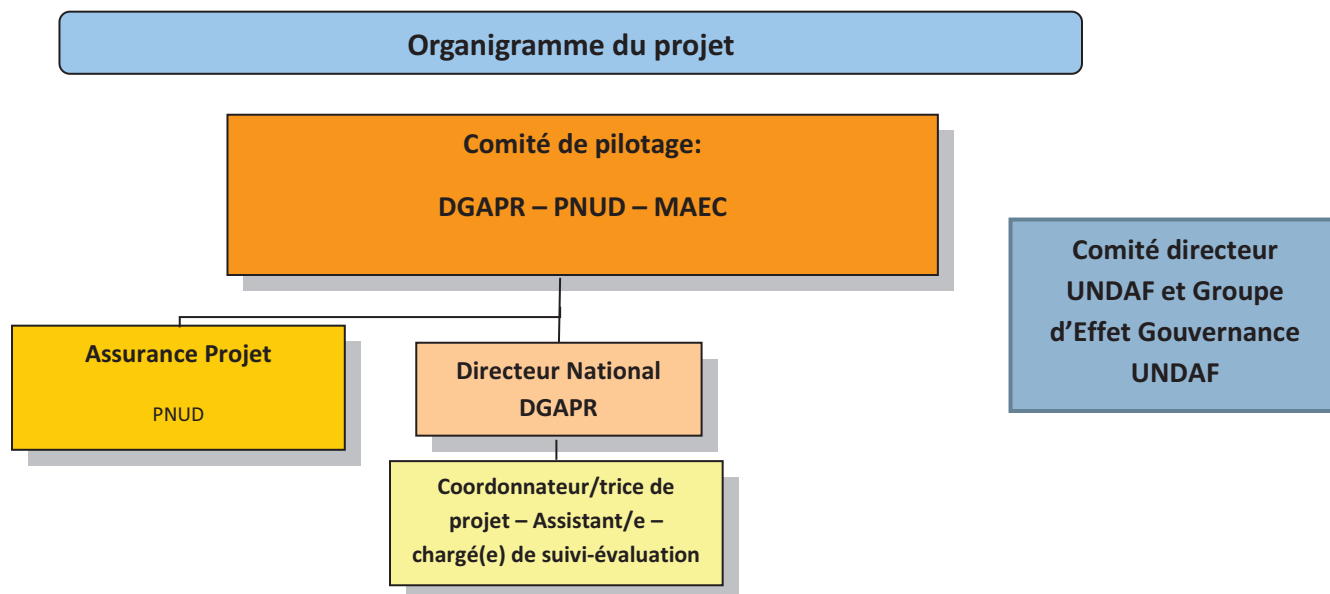 Organigramme du projet
Comité de pilotage:
DGAPR – PNUD – MAEC
Comité directeur
UNDAF et Groupe
d’Effet Gouvernance
UNDAF
Assurance Projet
PNUD
Directeur National
DGAPR
Coordonnateur/trice de
projet – Assistant/e –
chargé(e) de suivi-évaluation